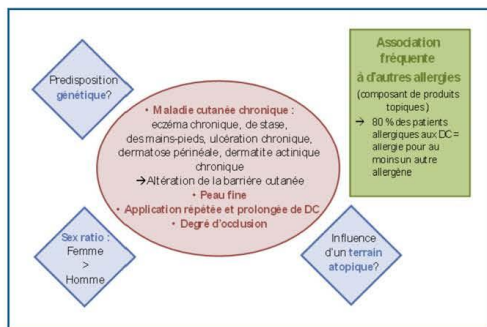 Predisposition
génétique?
• Maladie cutanée chronique :
eczéma chronique, de stase,
des mains-pieds, ulcération chronique,
dermatose périnéale, dermatite actinique
chronique
→Altération de la barrière cutanée
• Peau fine
• Application répétée et prolongée de DC
• Degré d'occlusion
Association
fréquente
à d'autres allergies
(composant de produits
topiques)
→ 80 % des patients
allergiques aux DC =
allergie pour au
moins un autre
allergène
Sex ratio :
Femme
>
Homme
Influence
d'un terrain
atopique?